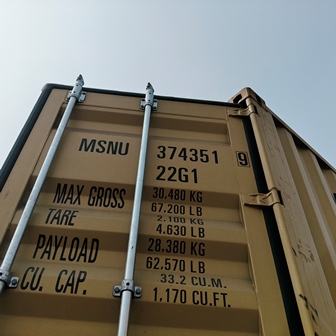 MSNU 374351 9
22G1
MAX GROSS 30.480 KG
67.200 LB
TARE 2.100 KG
4.630 LB
PAYLOAD 28.380 KG
62.570 LB
CU. CAP. 33.2 CU.M.
1.170 CU.FT.